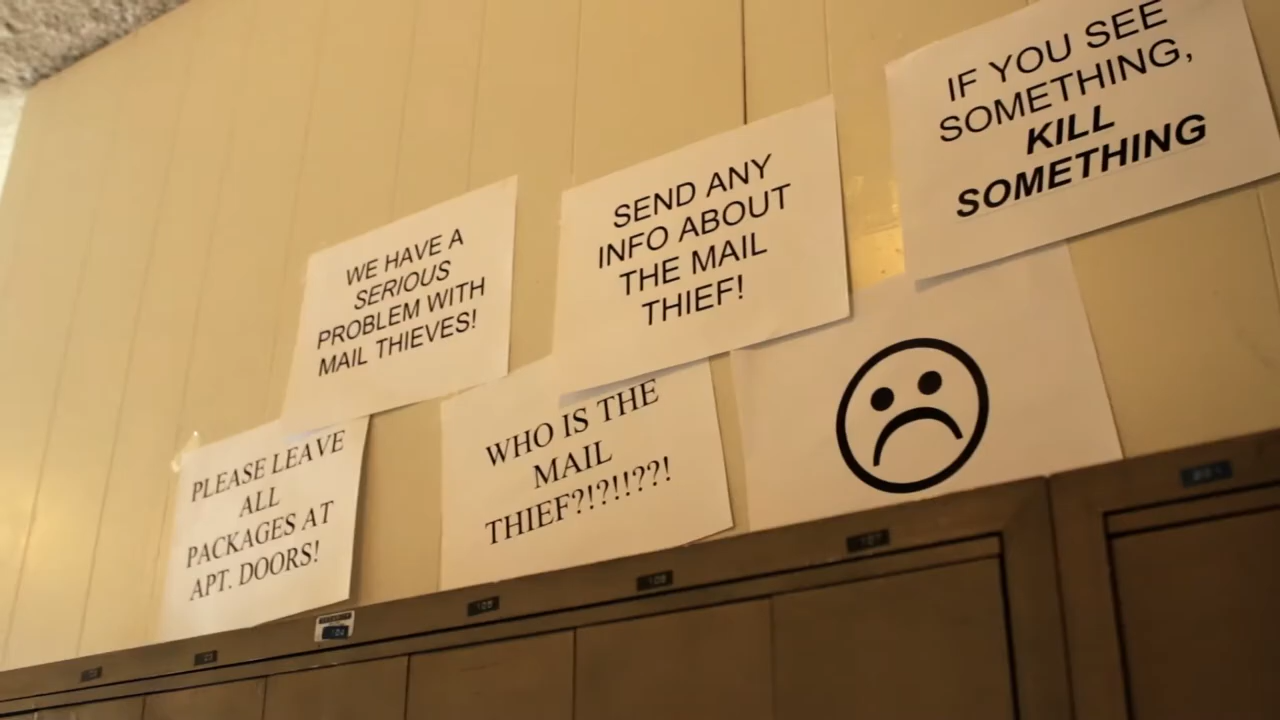 IF YOU SEE
SOMETHING,
KILL
SOMETHING
SEND ANY
INFO ABOUT
THE MAIL
THIEF!
WE HAVE A
SERIOUS
PROBLEM WITH
MAIL THIEVES!
PLEASE LEAVE
ALL
PACKAGES AT
APT. DOORS!
WHO IS THE
MAIL
THIEF?!?!!??!